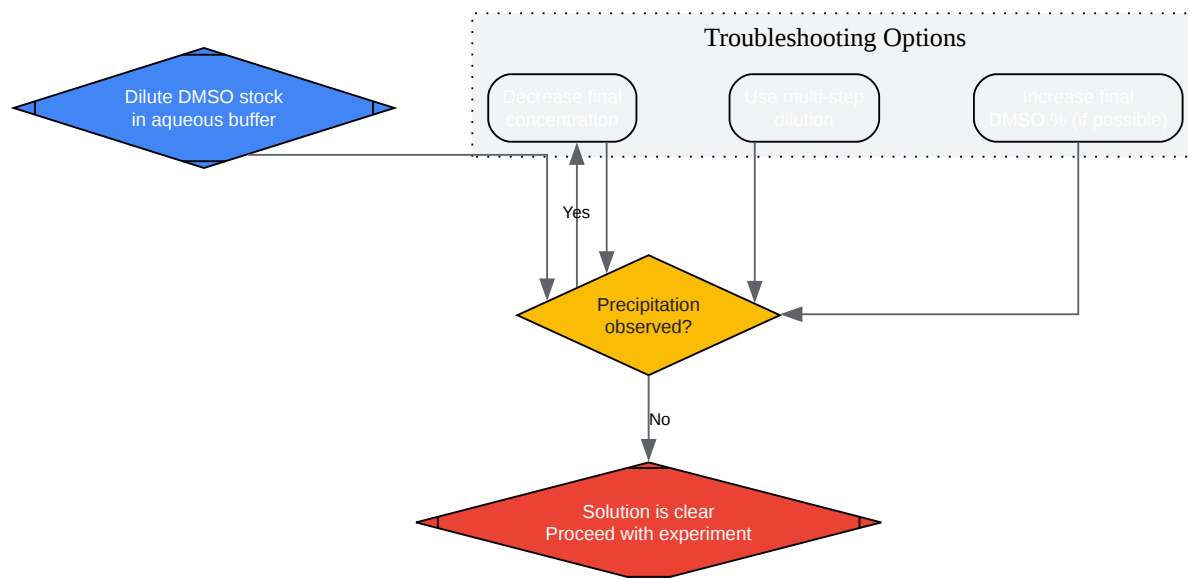 Troubleshooting Options
Dilute DMSO stock
in aqueous buffer
Decrease final
concentration
Use multi-step
dilution
Increase final
DMSO % (if possible)
Yes
Precipitation
observed?
No
Solution is clear
Proceed with experiment